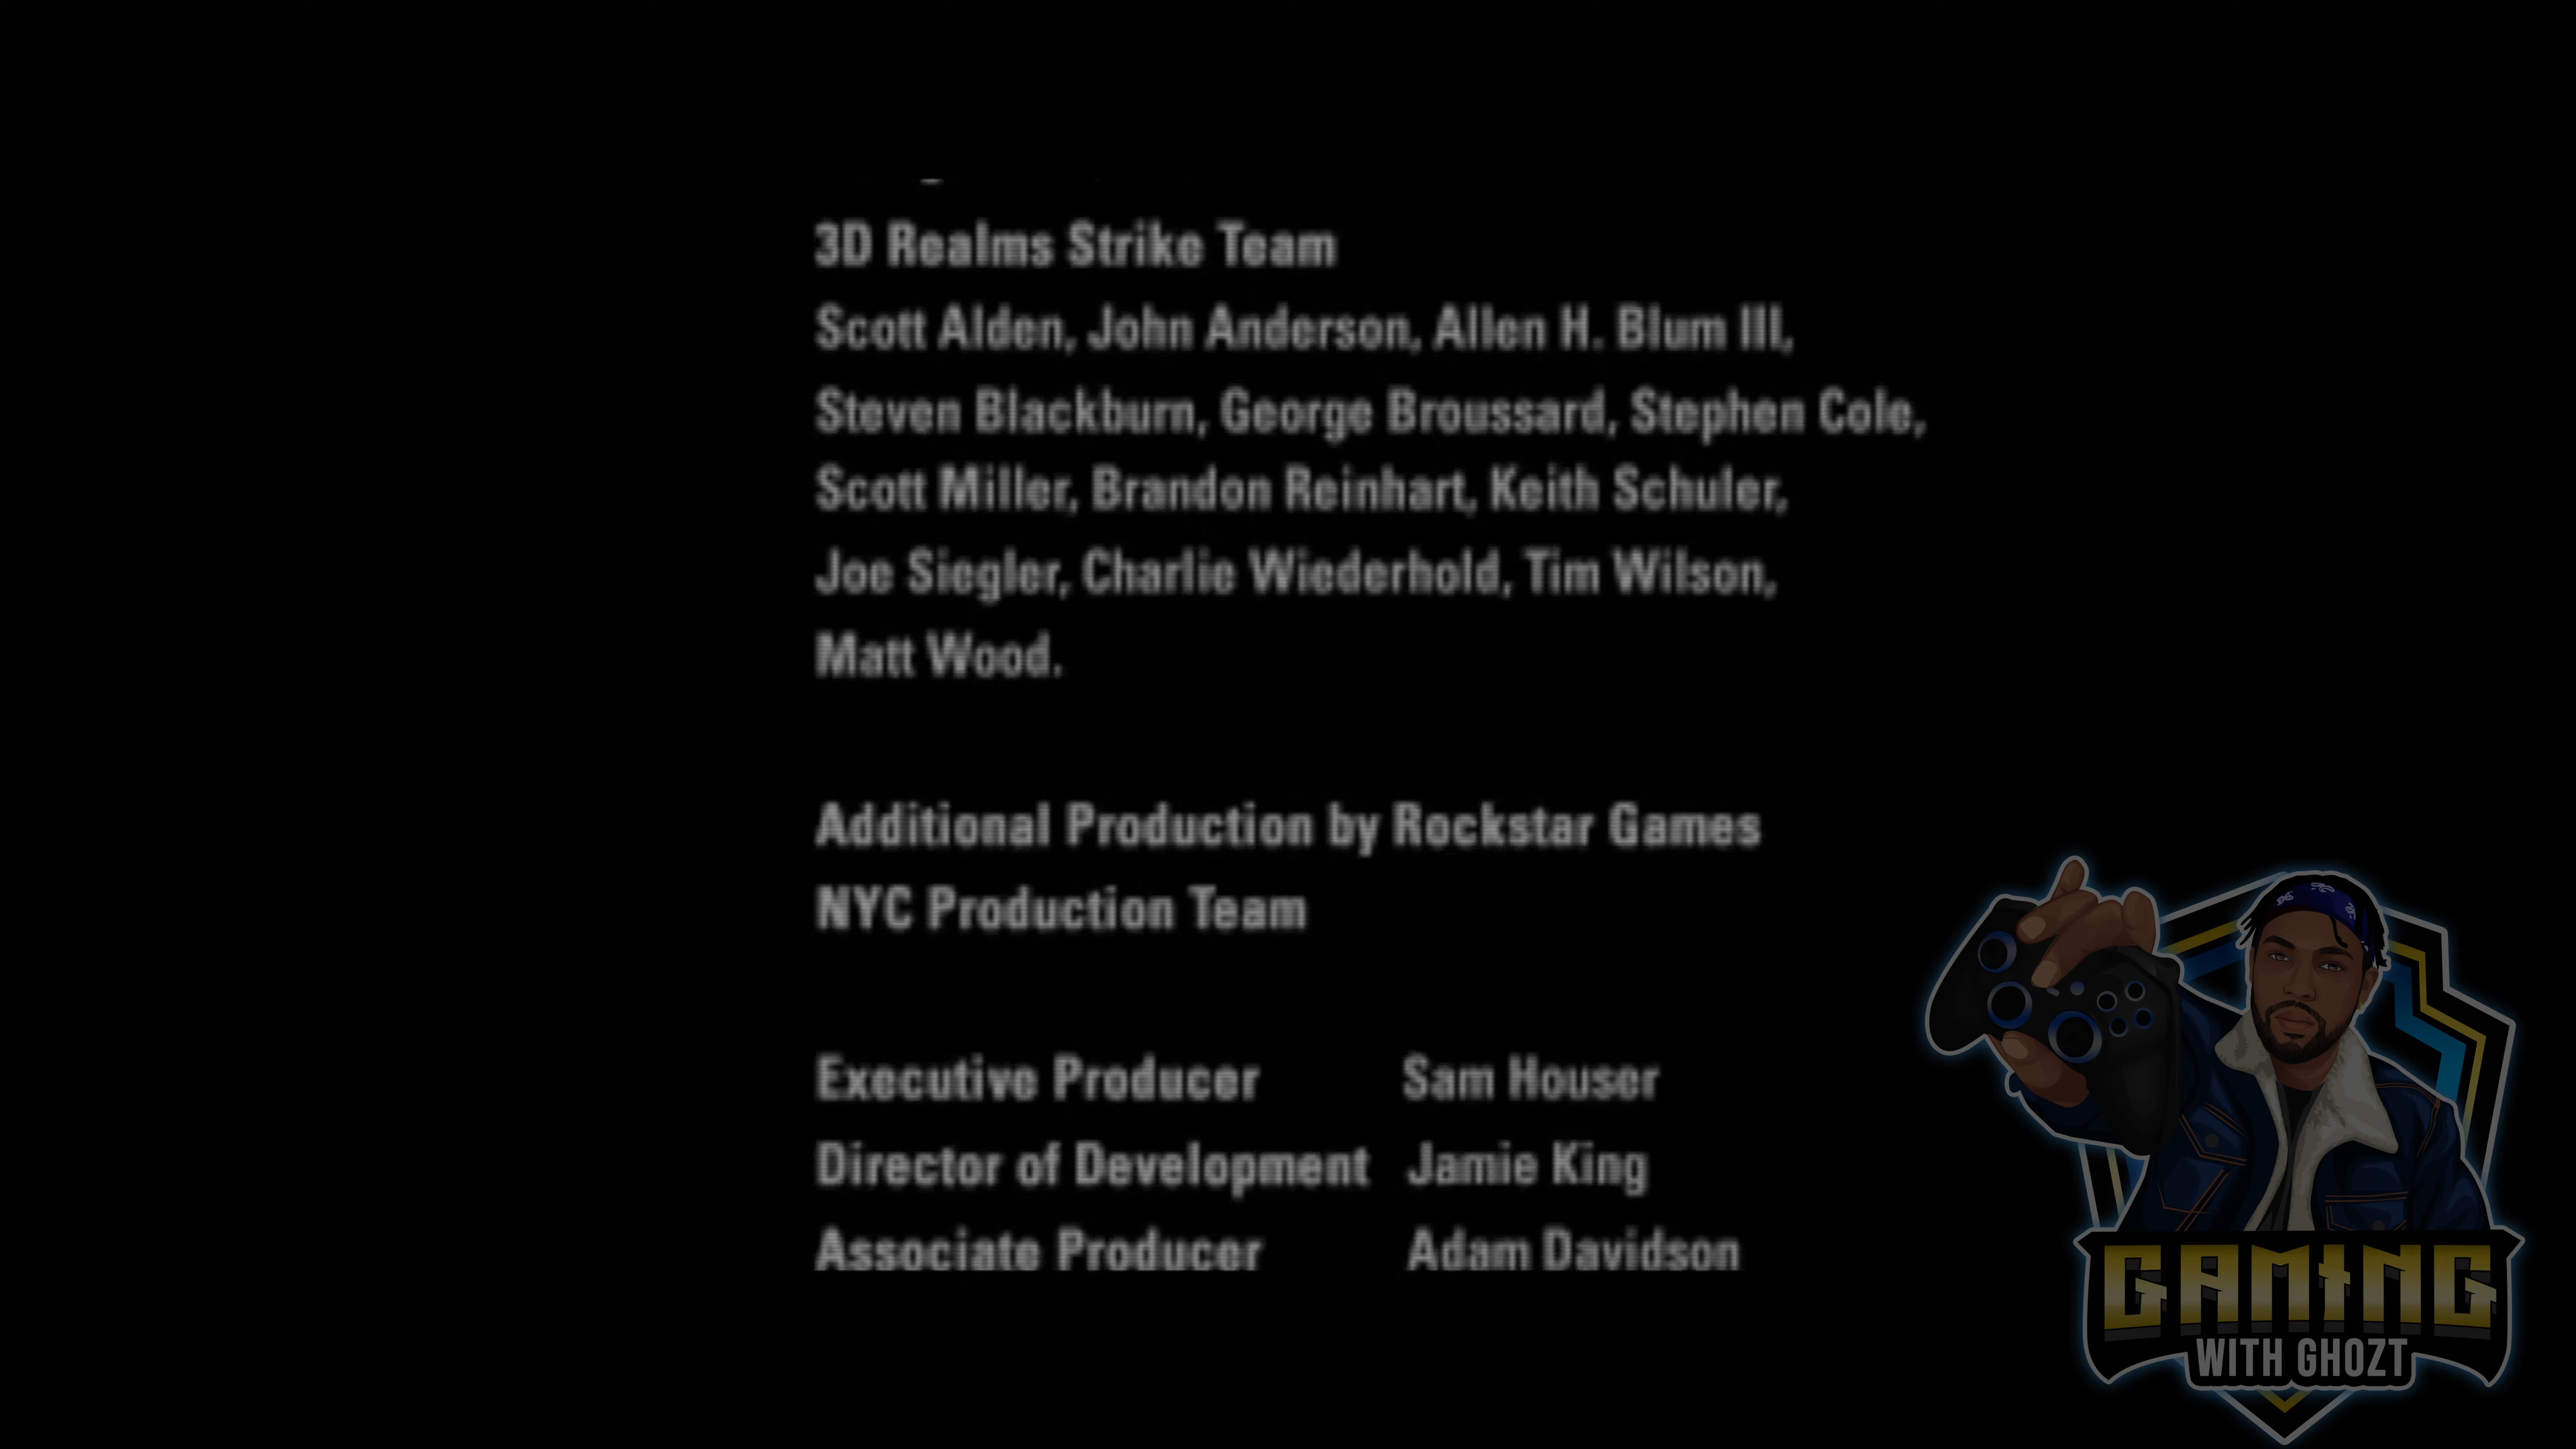 3D Realms Strike Team
Scott Alden, John Anderson, Allen H. Blum III,
Steven Blackburn, George Broussard, Stephen Cole,
Scott Miller, Brandon Reinhart, Keith Schuler,
Joe Siegler, Charlie Wiederhold, Tim Wilson,
Matt Wood.
Additional Production by Rockstar Games
NYC Production Team
Executive Producer Sam Houser
Director of Development Jamie King
Associate Producer Adam Davidson
GAMING
WITH GHOZT